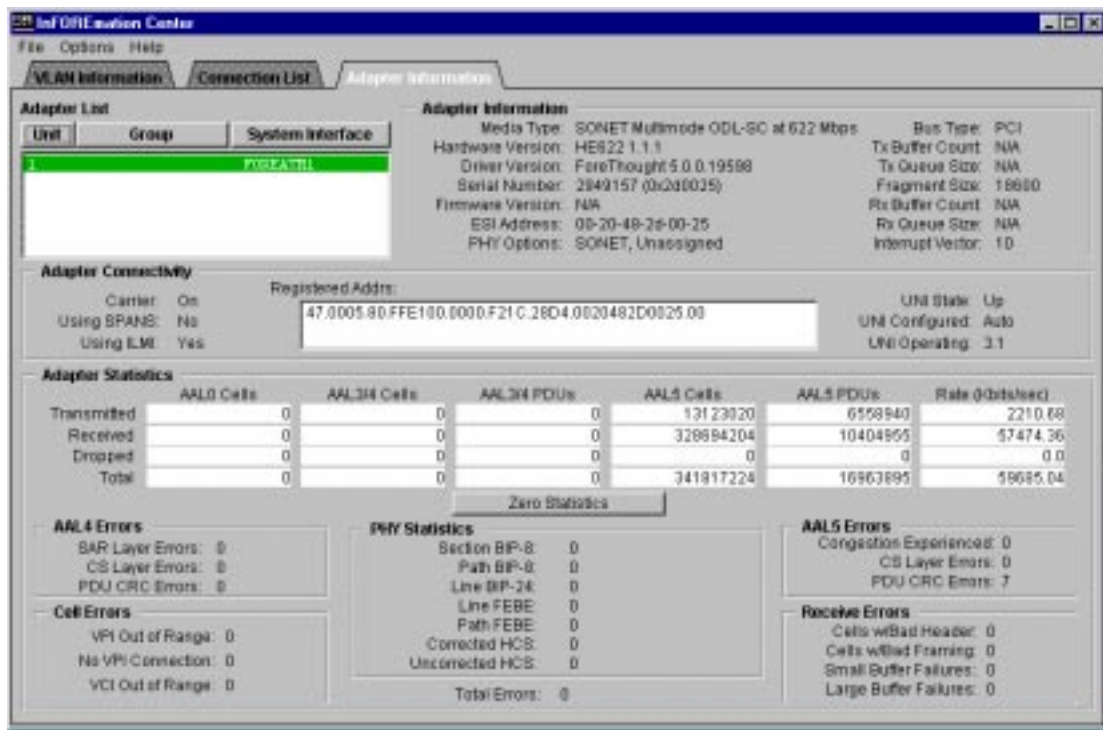 InFOREmation Center
File Options Help
VLAN Information Connection List Adapter Information
Adapter List
Unit Group System Interface
1 FOREATM1
Adapter Information
Media Type: SONET Multimode ODL-SC at 622 Mbps
Hardware Version: HE622 1.1.1
Driver Version: ForeThought 5.0.0.19598
Serial Number: 2949157 (0x2d0025)
Firmware Version: N/A
ESI Address: 00-20-48-2d-00-25
PHY Options: SONET, Unassigned
Bus Type: PCI
Tx Buffer Count: N/A
Tx Queue Size: N/A
Fragment Size: 18600
Rx Buffer Count: N/A
Rx Queue Size: N/A
Interrupt Vector: 10
Adapter Connectivity
Carrier: On
Using SPANS: No
Using ILMI: Yes
Registered Addrs:
47.0005.80.FFE100.0000.F21C.28D4.0020482D0025.00
UNI State: Up
UNI Configured: Auto
UNI Operating: 3.1
Adapter Statistics
AAL0 Cells AAL3/4 Cells AAL3/4 PDUs AAL5 Cells AAL5 PDUs Rate (Kbits/sec)
Transmitted 0 0 0 13123020 6558940 2210.68
Received 0 0 0 328694204 10404955 57474.36
Dropped 0 0 0 0 0 0.0
Total 0 0 0 341817224 16963895 59685.04
Zero Statistics
AAL4 Errors
SAR Layer Errors: 0
CS Layer Errors: 0
PDU CRC Errors: 0
Cell Errors
VPI Out of Range: 0
No VPI Connection: 0
VCI Out of Range: 0
PHY Statistics
Section BIP-8: 0
Path BIP-8: 0
Line BIP-24: 0
Line FEBE: 0
Path FEBE: 0
Corrected HCS: 0
Uncorrected HCS: 0
Total Errors: 0
AAL5 Errors
Congestion Experienced: 0
CS Layer Errors: 0
PDU CRC Errors: 7
Receive Errors
Cells w/Bad Header: 0
Cells w/Bad Framing: 0
Small Buffer Failures: 0
Large Buffer Failures: 0